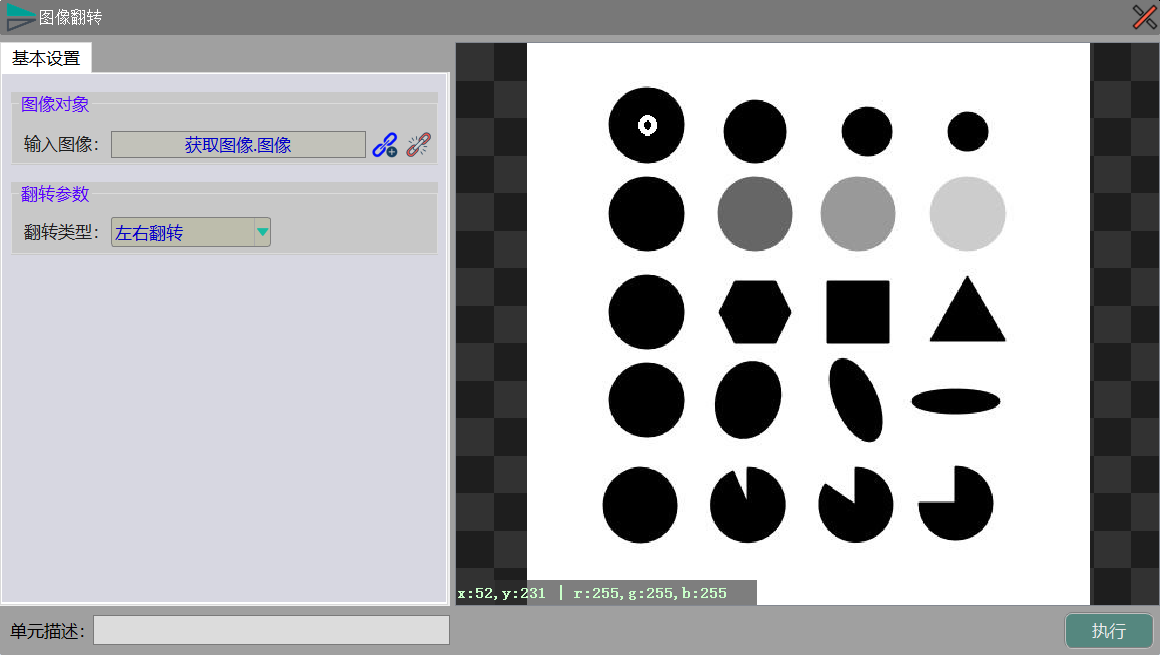 图像翻转
基本设置
图像对象
输入图像: 获取图像.图像
翻转参数
翻转类型: 左右翻转
x:52,y:231 | r:255,g:255,b:255
单元描述:
执行